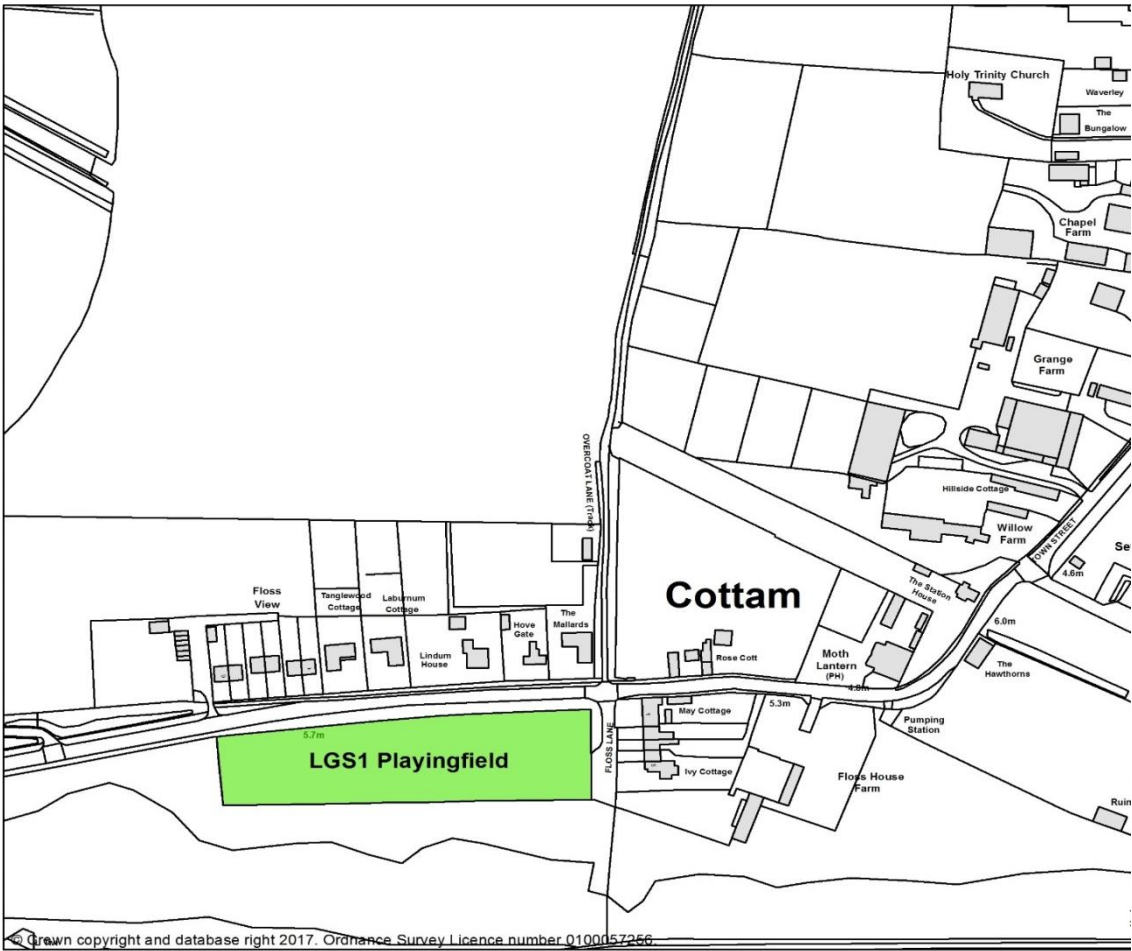 Holy Trinity Church
Waverley
The
Bungalow
Chapel
Farm
Grange
Farm
OVERCOAT LANE (Track)
Hillside Cottage
Willow
Farm
TOWN STREET
4.6m
The Station
House
6.0m
Cottam
Floss
View
Tanglewood
Cottage
Laburnum
Cottage
Lindum
House
Hove
Gate
The
Mallards
Rose Cott
Moth
Lantern
(PH)
4.8m
The
Hawthorns
5.3m
May Cottage
Pumping
Station
5.7m
LGS1 Playingfield
FLOSS LANE
Ivy Cottage
Floss House
Farm
Ruin
© Crown copyright and database right 2017. Ordnance Survey Licence number 0100057256.